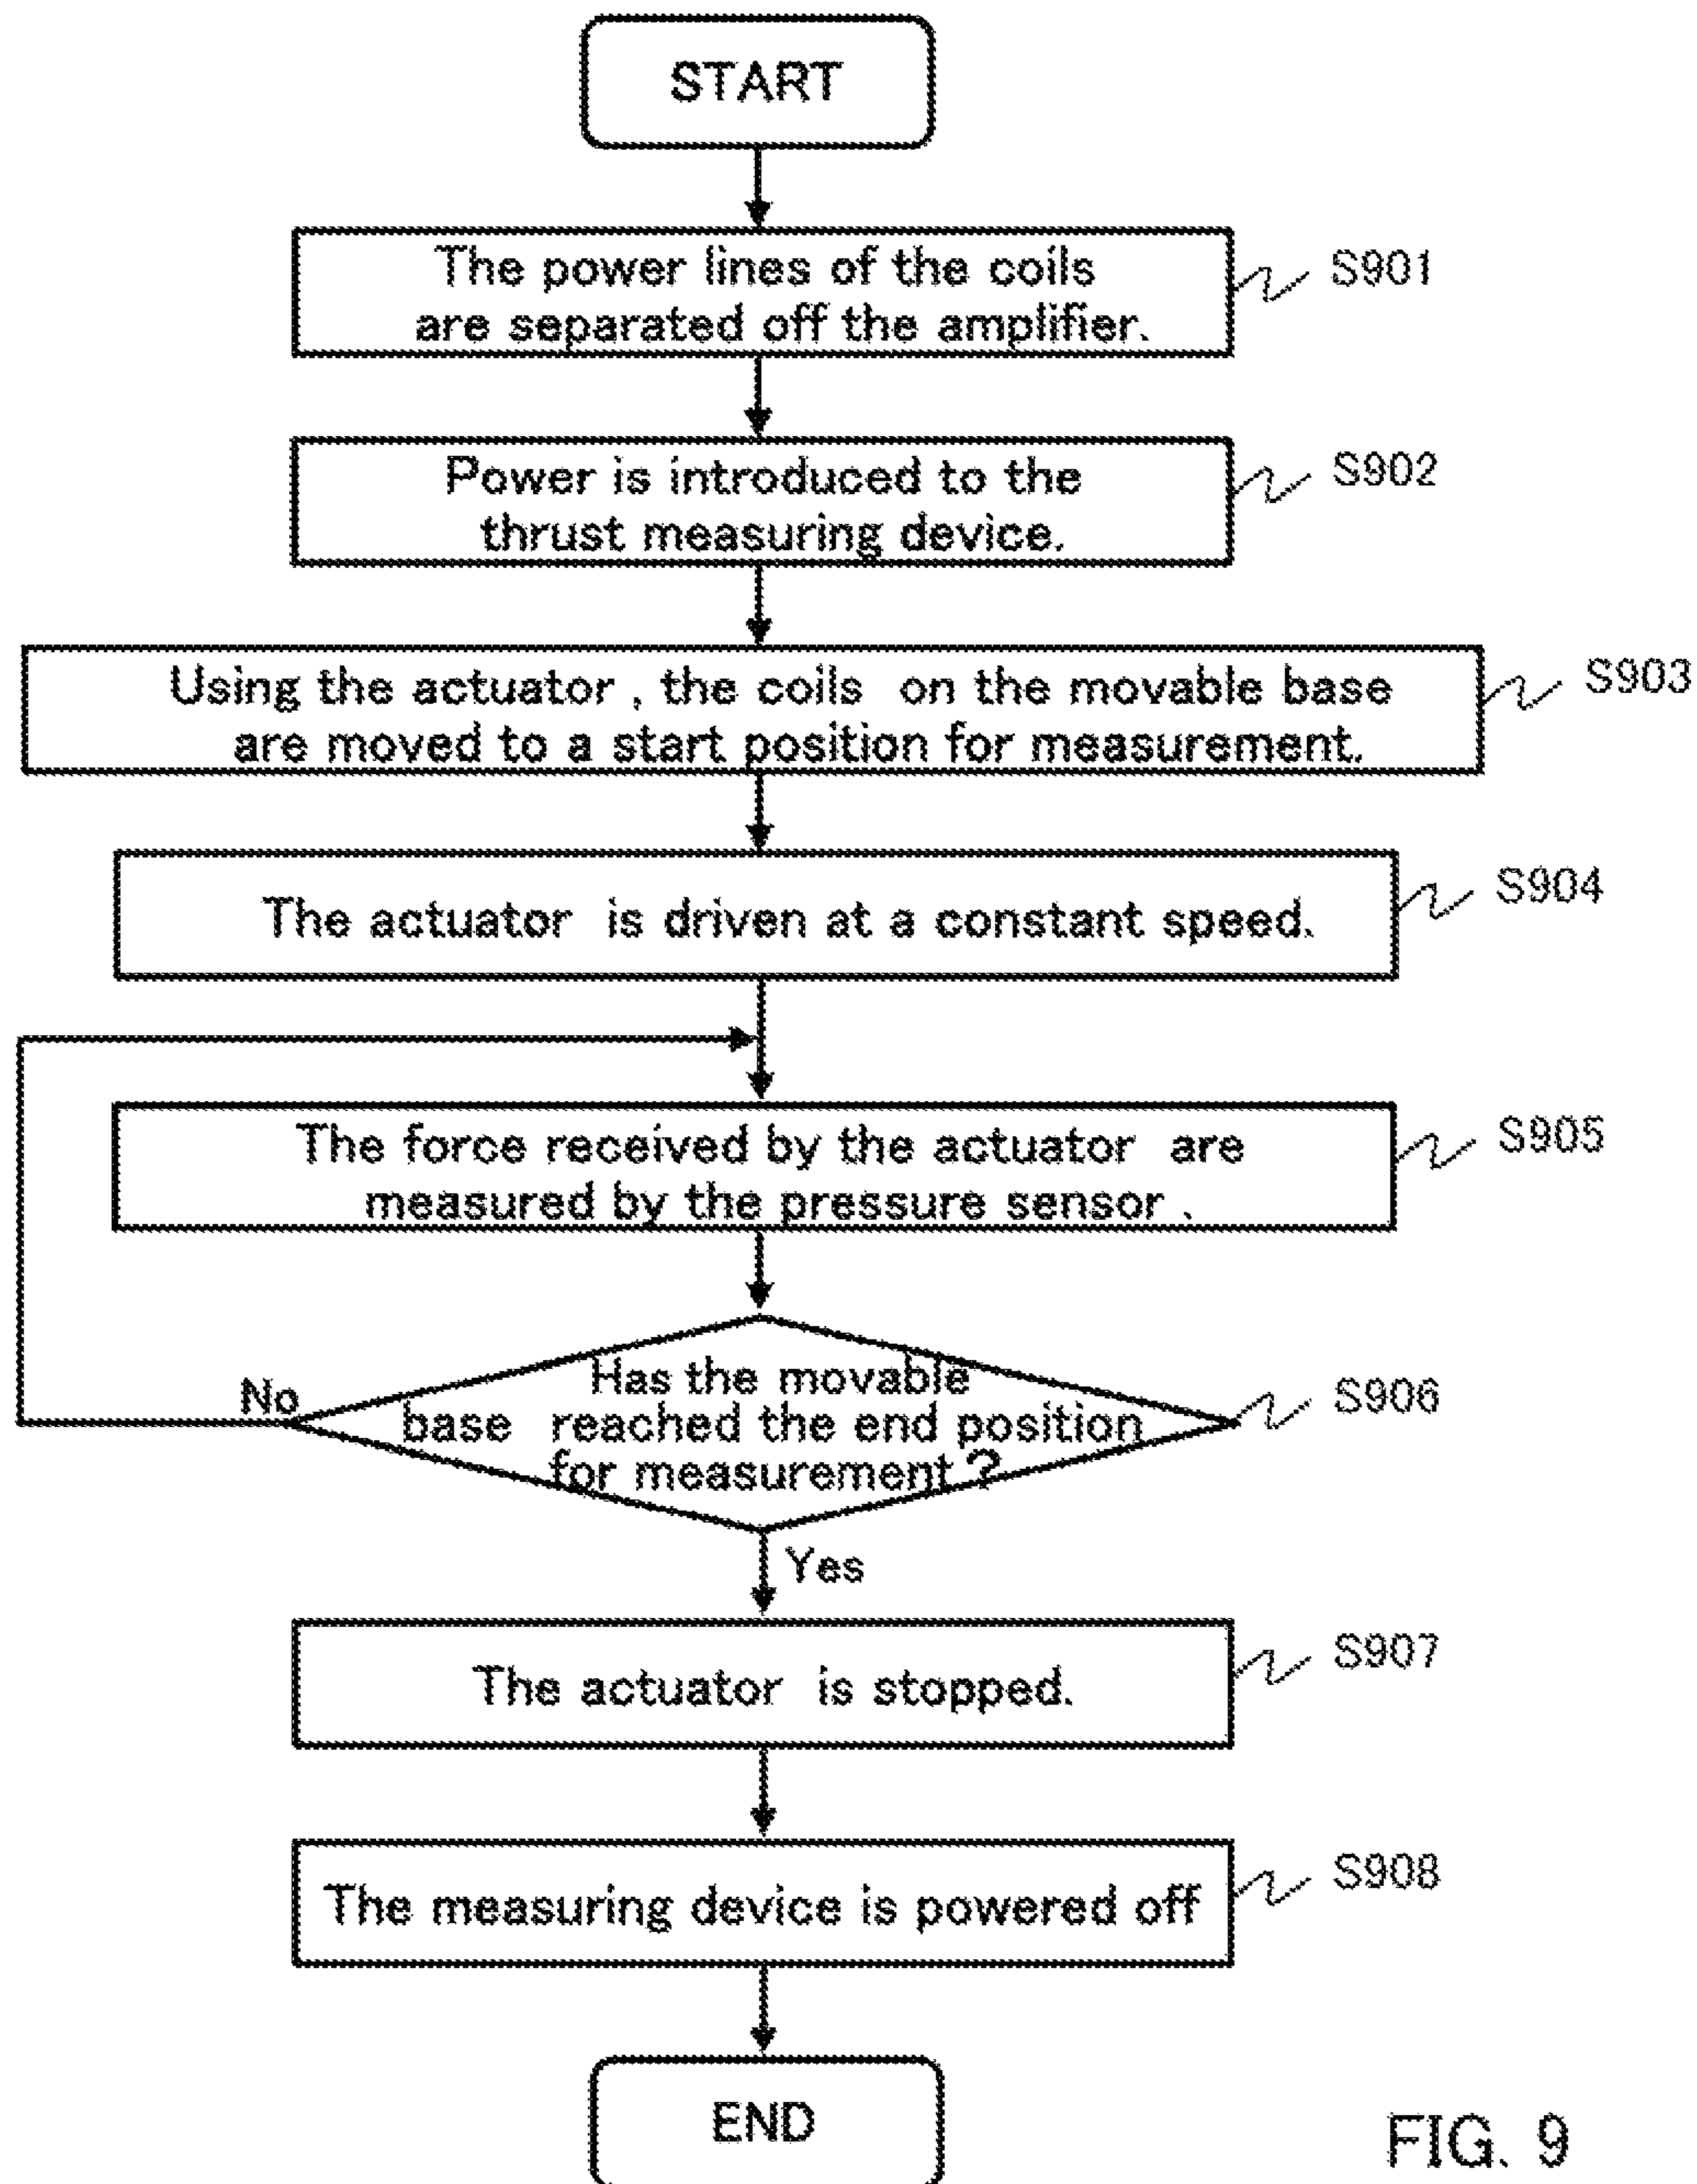 START
The power lines of the coils
are separated off the amplifier.
S901
Power is introduced to the
thrust measuring device.
S902
Using the actuator , the coils on the movable base
are moved to a start position for measurement.
S903
The actuator is driven at a constant speed.
S904
The force received by the actuator are
measured by the pressure sensor .
S905
Has the movable
base reached the end position
for measurement ?
S906
No
Yes
The actuator is stopped.
S907
The measuring device is powered off
S908
END
FIG. 9